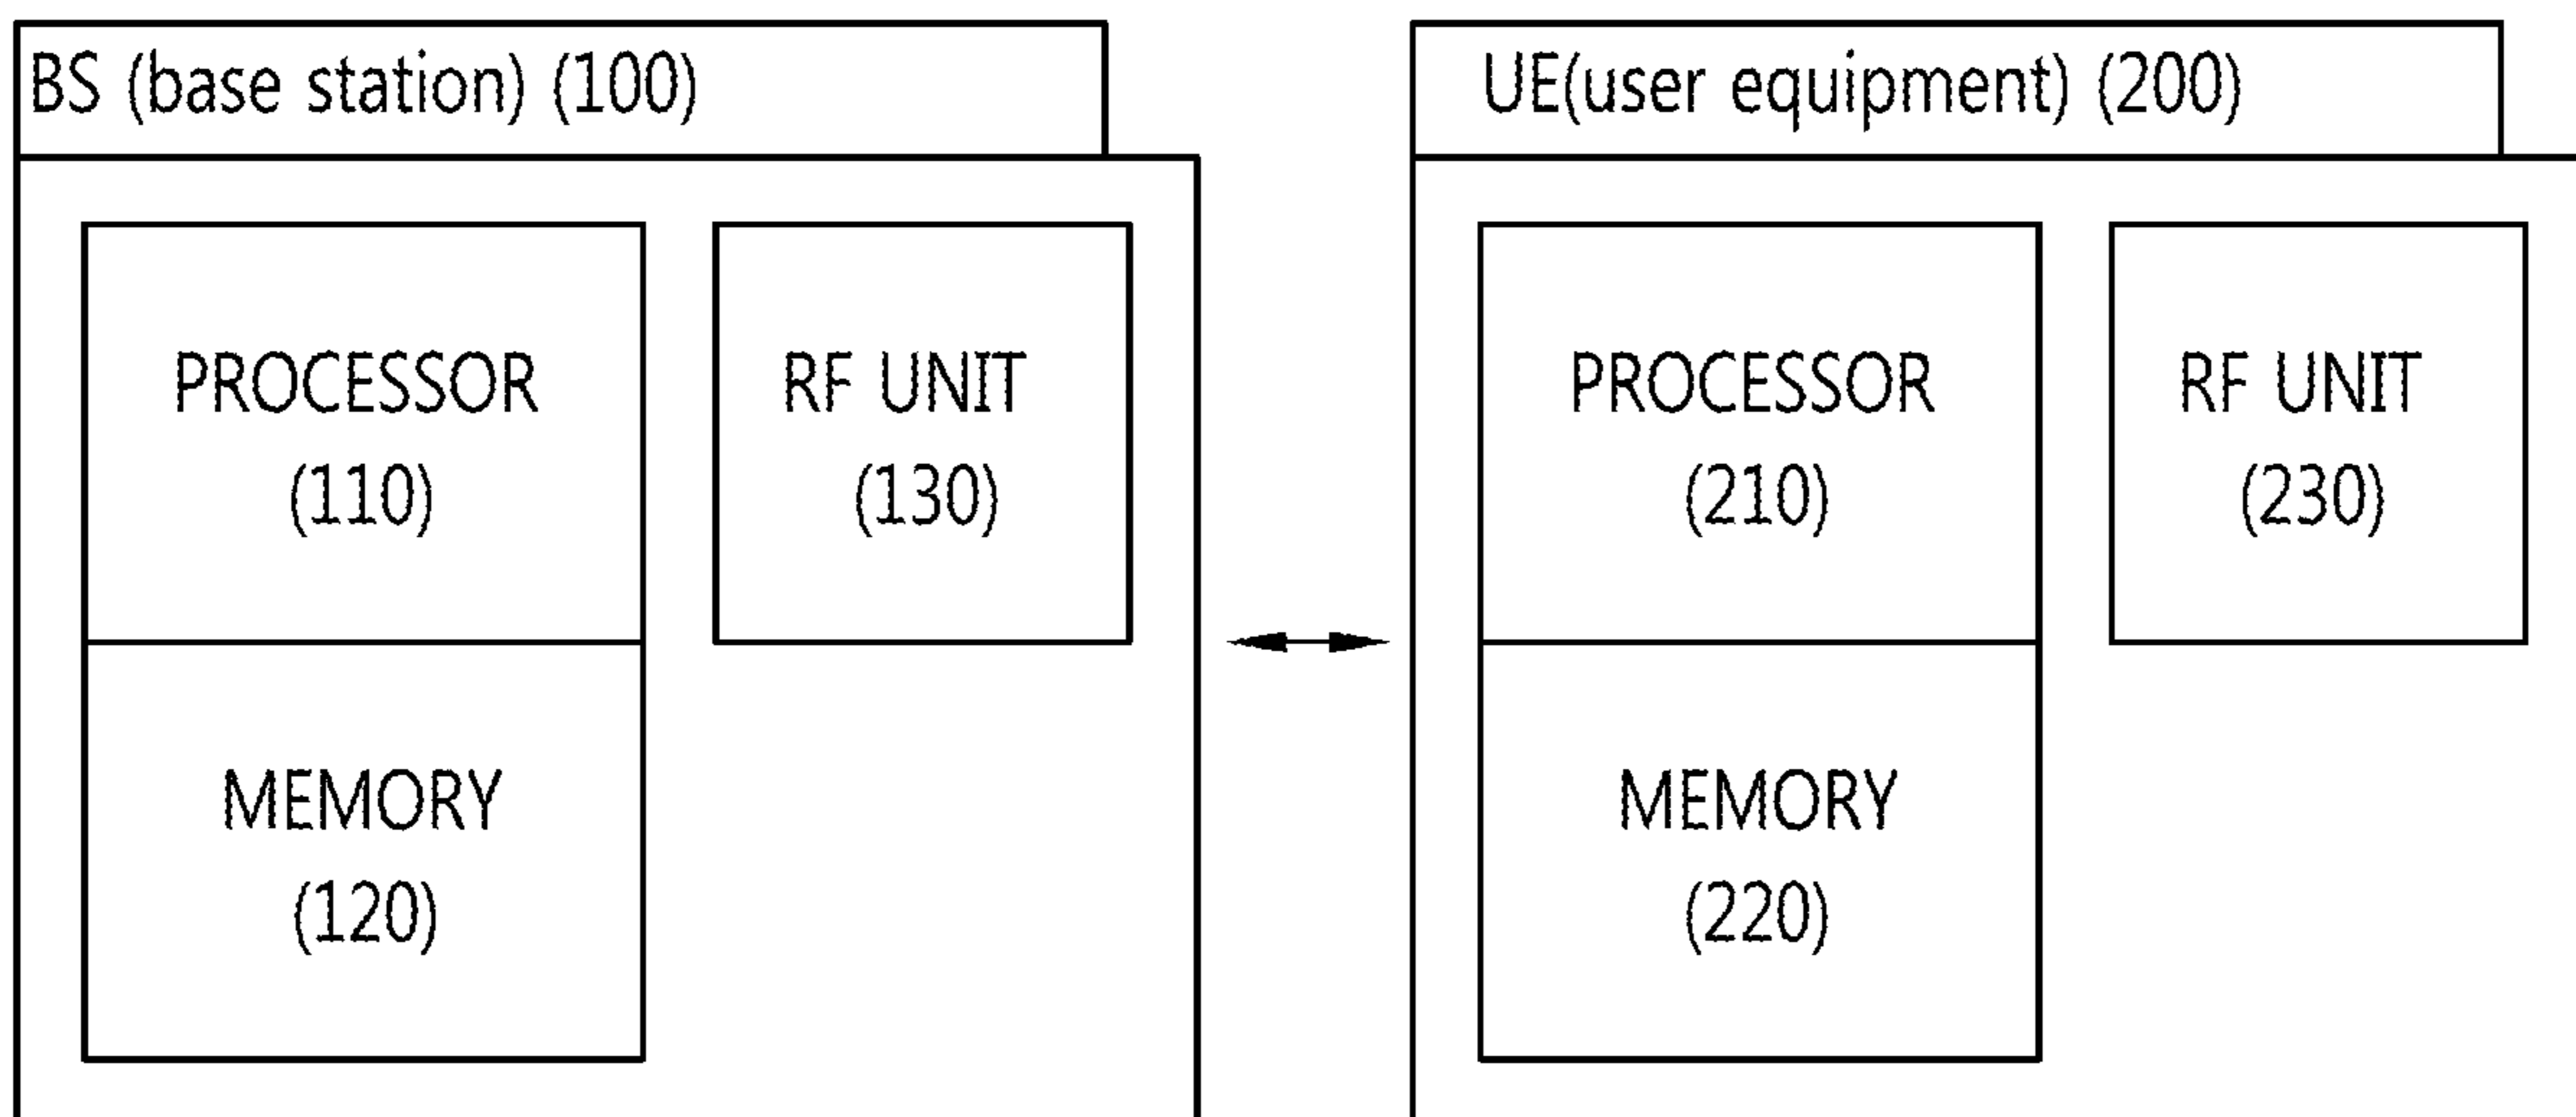 BS (base station) (100)
PROCESSOR
(110)
RF UNIT
(130)
MEMORY
(120)
UE(user equipment) (200)
PROCESSOR
(210)
RF UNIT
(230)
MEMORY
(220)